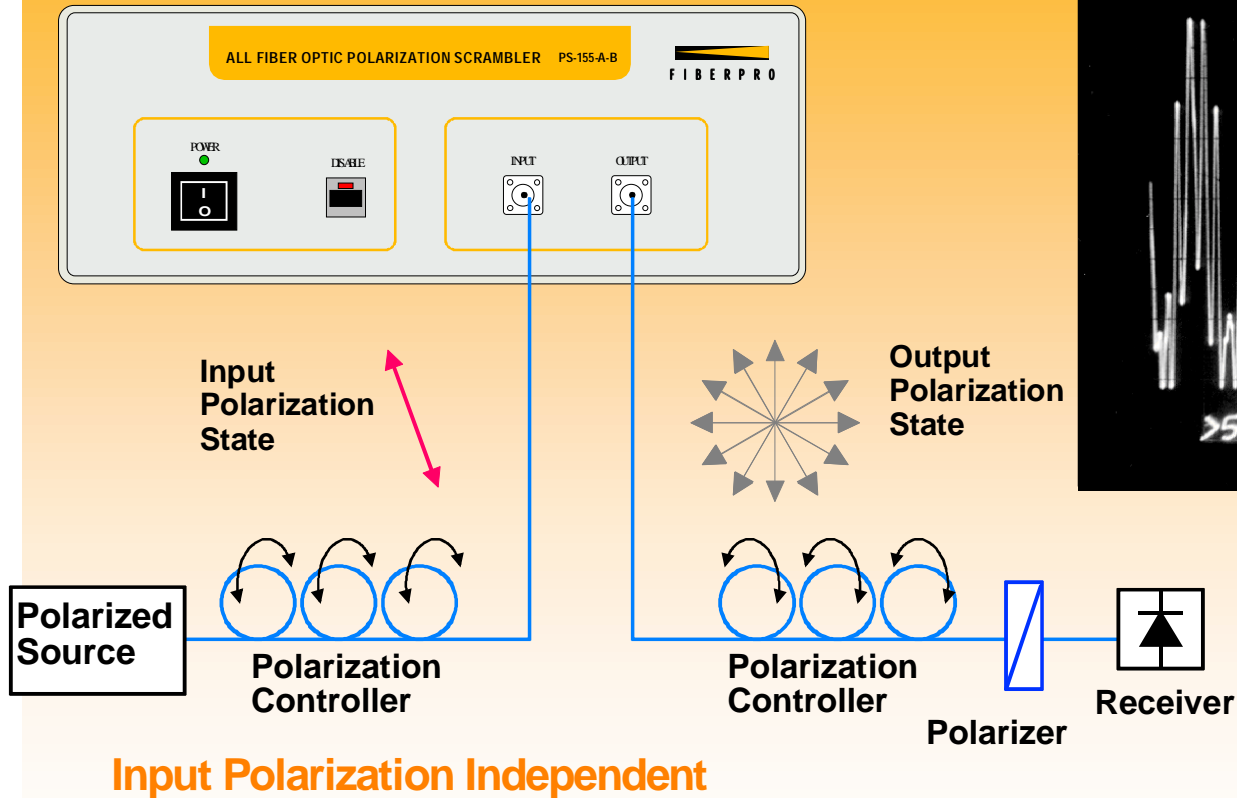 ALL FIBER OPTIC POLARIZATION SCRAMBLER PS-155-A-B
FIBERPRO
POWER
DISABLE
INPUT
OUTPUT
I
O
Input
Polarization
State
Output
Polarization
State
>5
Polarized
Source
Polarization
Controller
Polarization
Controller
Polarizer
Receiver
Input Polarization Independent